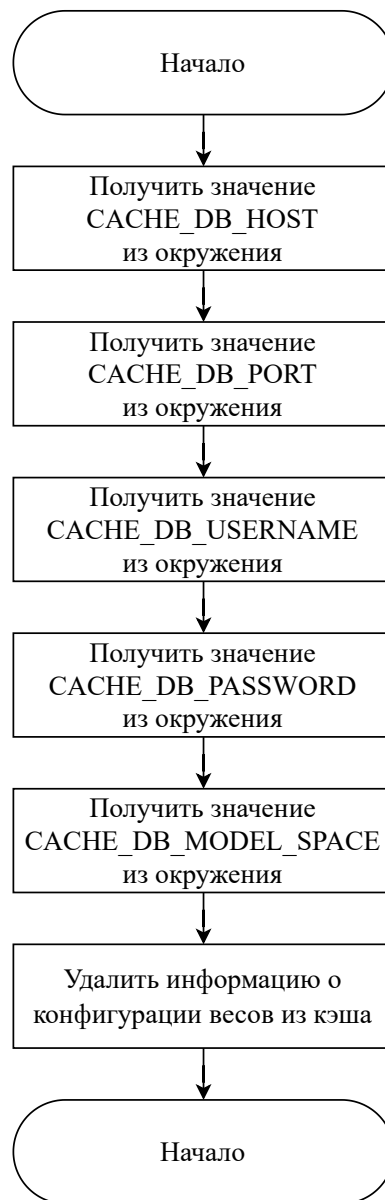 Начало
Получить значение
CACHE_DB_HOST
из окружения
Получить значение
CACHE_DB_PORT
из окружения
Получить значение
CACHE_DB_USERNAME
из окружения
Получить значение
CACHE_DB_PASSWORD
из окружения
Получить значение
CACHE_DB_MODEL_SPACE
из окружения
Удалить информацию о
конфигурации весов из кэша
Начало